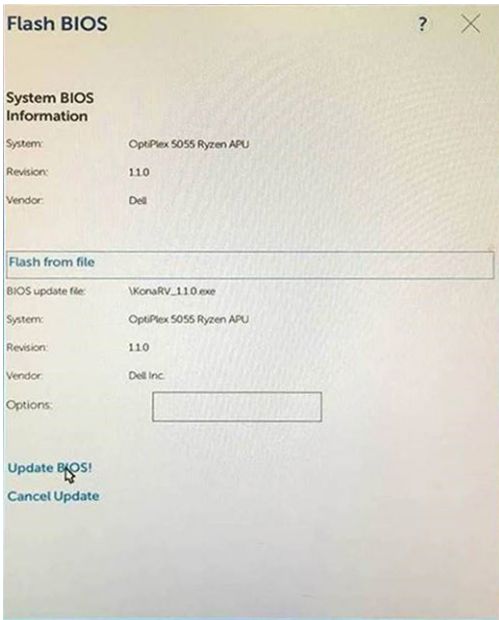 Flash BIOS
?
System BIOS
Information
System: OptiPlex 5055 Ryzen APU
Revision: 1.1.0
Vendor: Dell
Flash from file
BIOS update file: \KonaRV_1.1.0.exe
System: OptiPlex 5055 Ryzen APU
Revision: 1.1.0
Vendor: Dell Inc.
Options:
Update BIOS!
Cancel Update